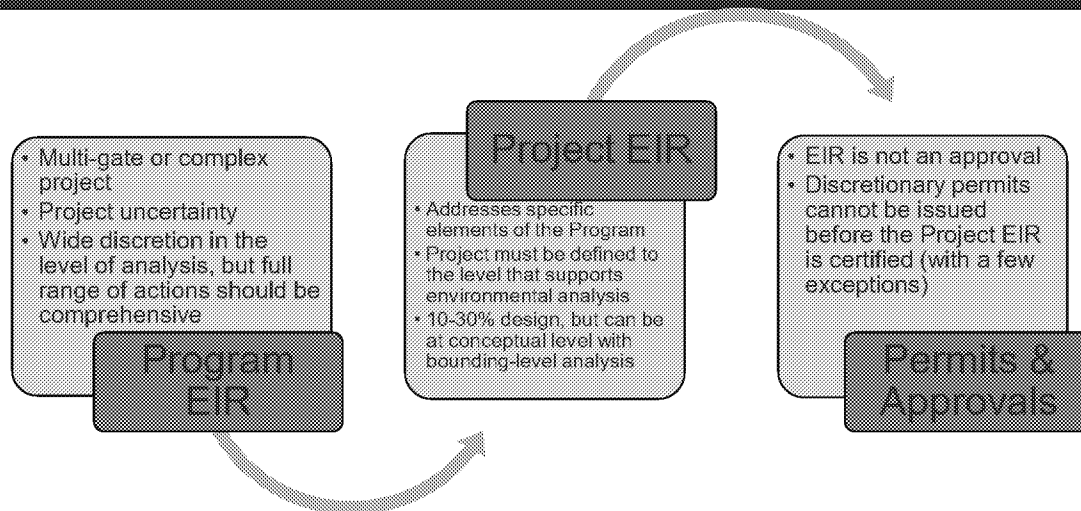 • Multi-gate or complex
project
• Project uncertainty
• Wide discretion in the
level of analysis, but full
range of actions should be
comprehensive
Program
EIR
Project EIR
• Addresses specific
elements of the Program
• Project must be defined to
the level that supports
environmental analysis
• 10-30% design, but can be
at conceptual level with
bounding-level analysis
• EIR is not an approval
• Discretionary permits
cannot be issued
before the Project EIR
is certified (with a few
exceptions)
Permits &
Approvals